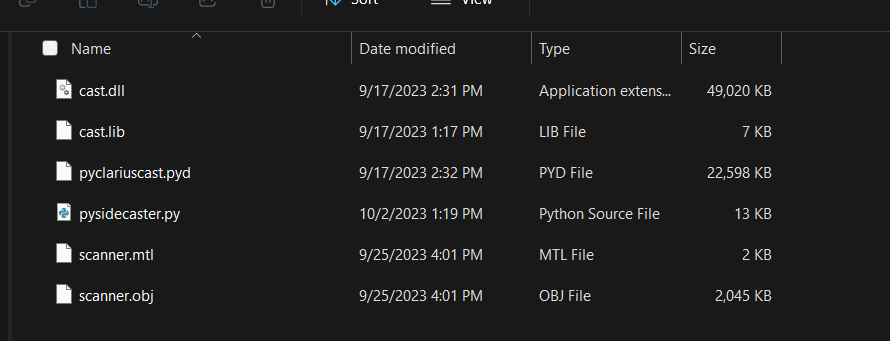 Sort View
Name Date modified Type Size
cast.dll 9/17/2023 2:31 PM Application extens... 49,020 KB
cast.lib 9/17/2023 1:17 PM LIB File 7 KB
pyclariuscast.pyd 9/17/2023 2:32 PM PYD File 22,598 KB
pysidecaster.py 10/2/2023 1:19 PM Python Source File 13 KB
scanner.mtl 9/25/2023 4:01 PM MTL File 2 KB
scanner.obj 9/25/2023 4:01 PM OBJ File 2,045 KB